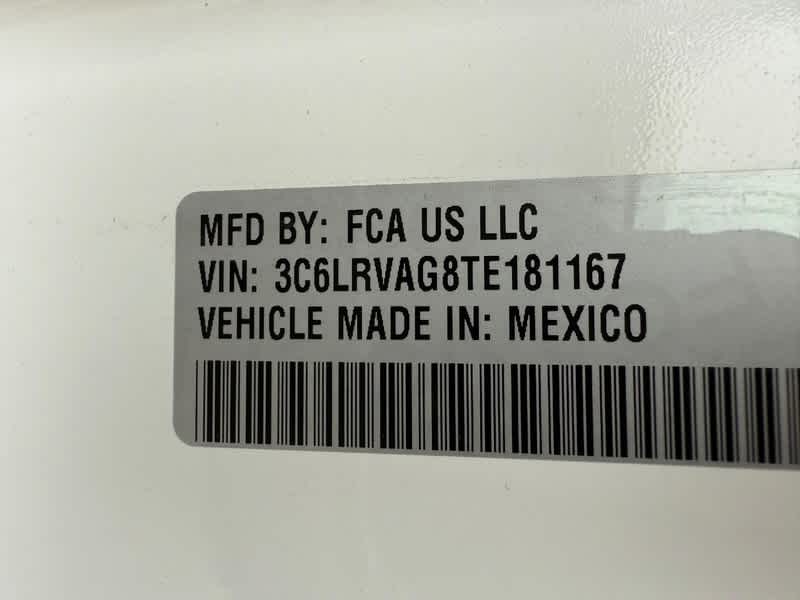 MFD BY: FCA US LLC
VIN: 3C6LRVAG8TE181167
VEHICLE MADE IN: MEXICO